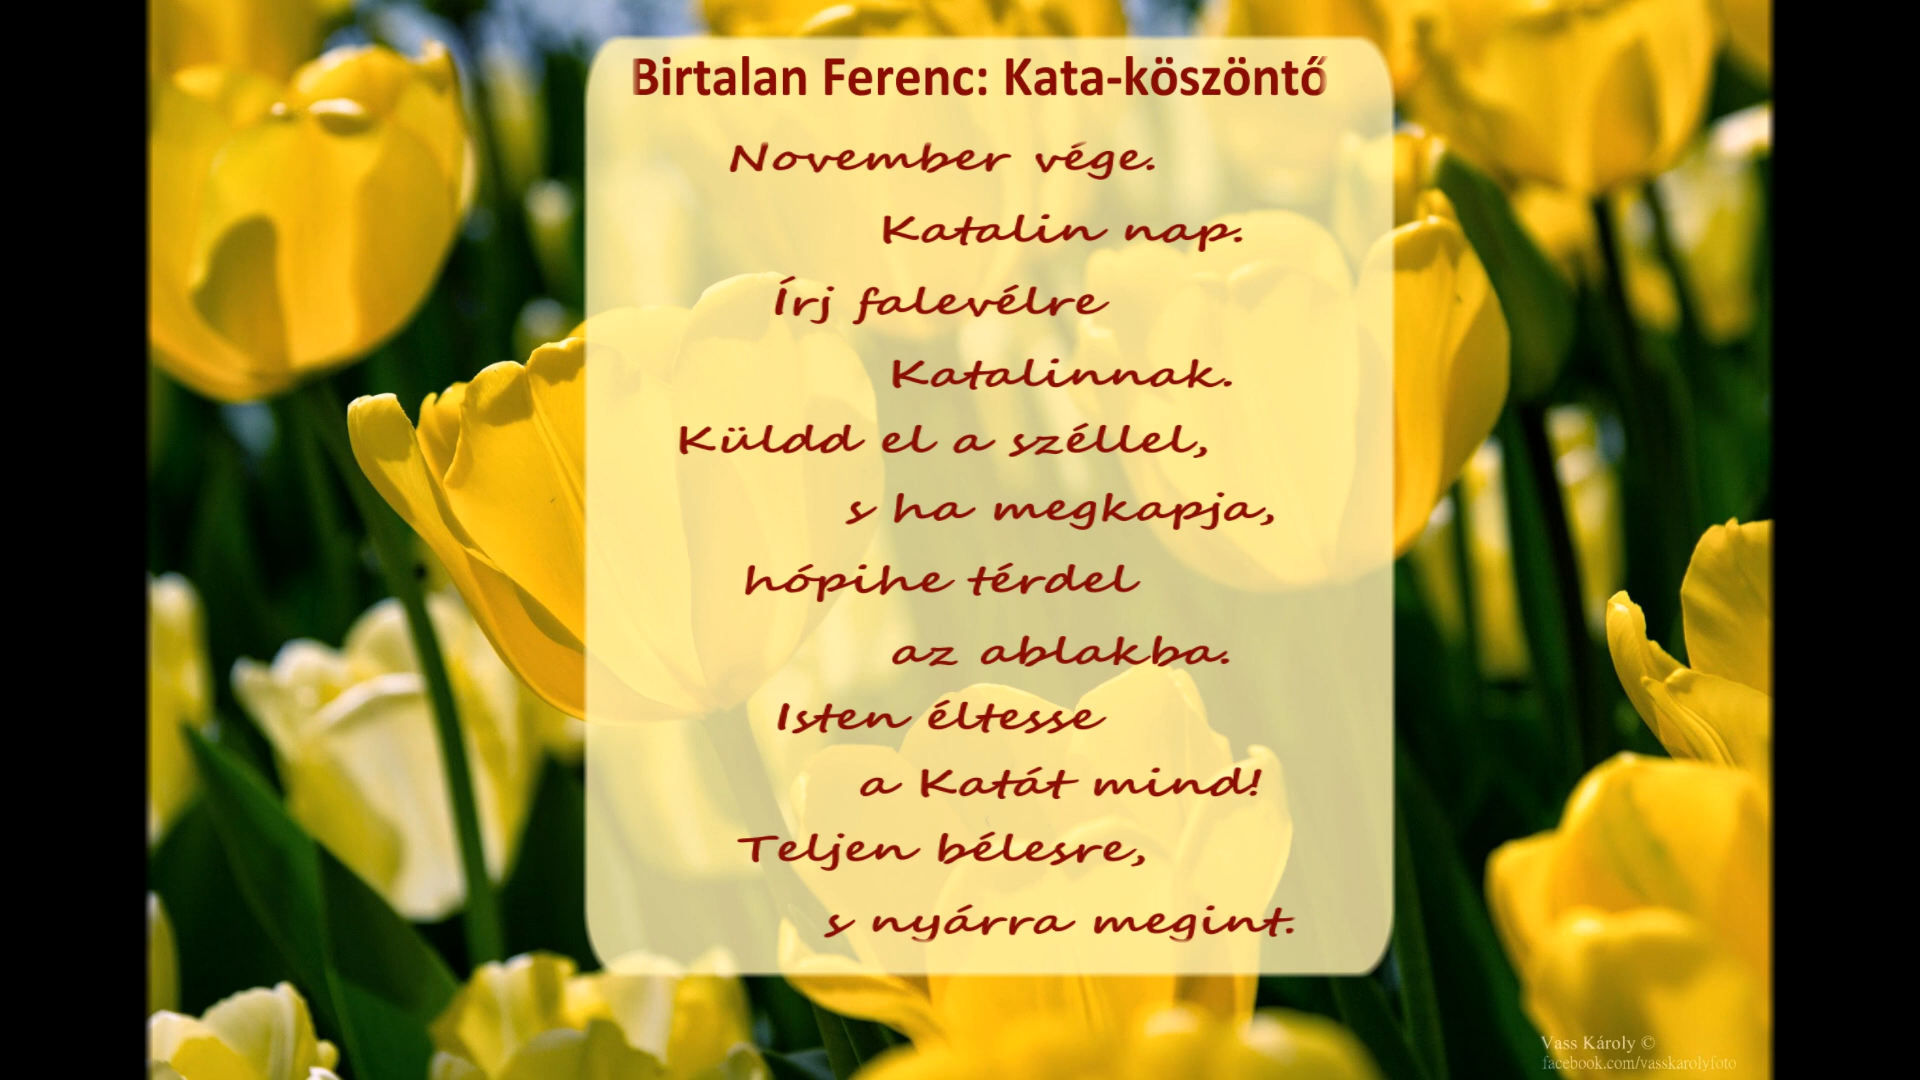 Birtalan Ferenc: Kata-köszöntő
November vége.
Katalin nap.
Írj falevélre
Katalinnak.
Küldd el a széllel,
s ha megkapja,
hópihe térdel
az ablakba.
Isten éltesse
a Katát mind!
Teljen bélesre,
s nyárra megint.
Vass Károly ©
facebook.com/vasskarolyfoto